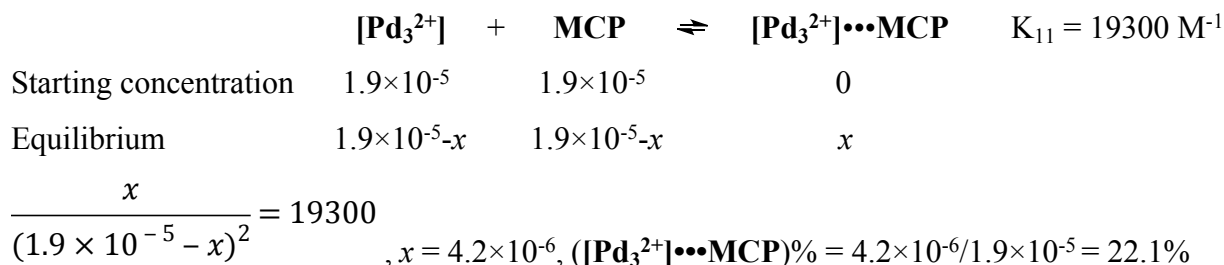 [Pd₃²⁺] + MCP ⇌ [Pd₃²⁺]•••MCP K₁₁ = 19300 M⁻¹
Starting concentration 1.9×10⁻⁵ 1.9×10⁻⁵ 0
Equilibrium 1.9×10⁻⁵-x 1.9×10⁻⁵-x x
x
(1.9 × 10⁻⁵ – x)² = 19300 , x = 4.2×10⁻⁶, ([Pd₃²⁺]•••MCP)% = 4.2×10⁻⁶/1.9×10⁻⁵ = 22.1%